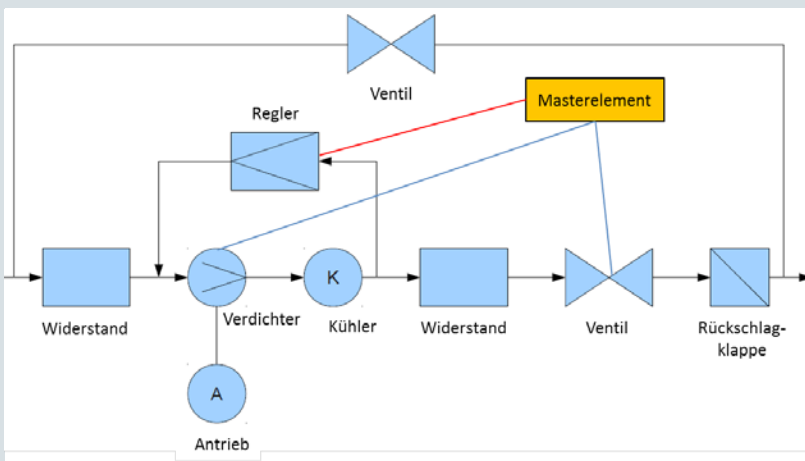 Ventil
Masterelement
Regler
K
Widerstand
Verdichter
Kühler
Widerstand
Ventil
Rückschlag-
klappe
A
Antrieb